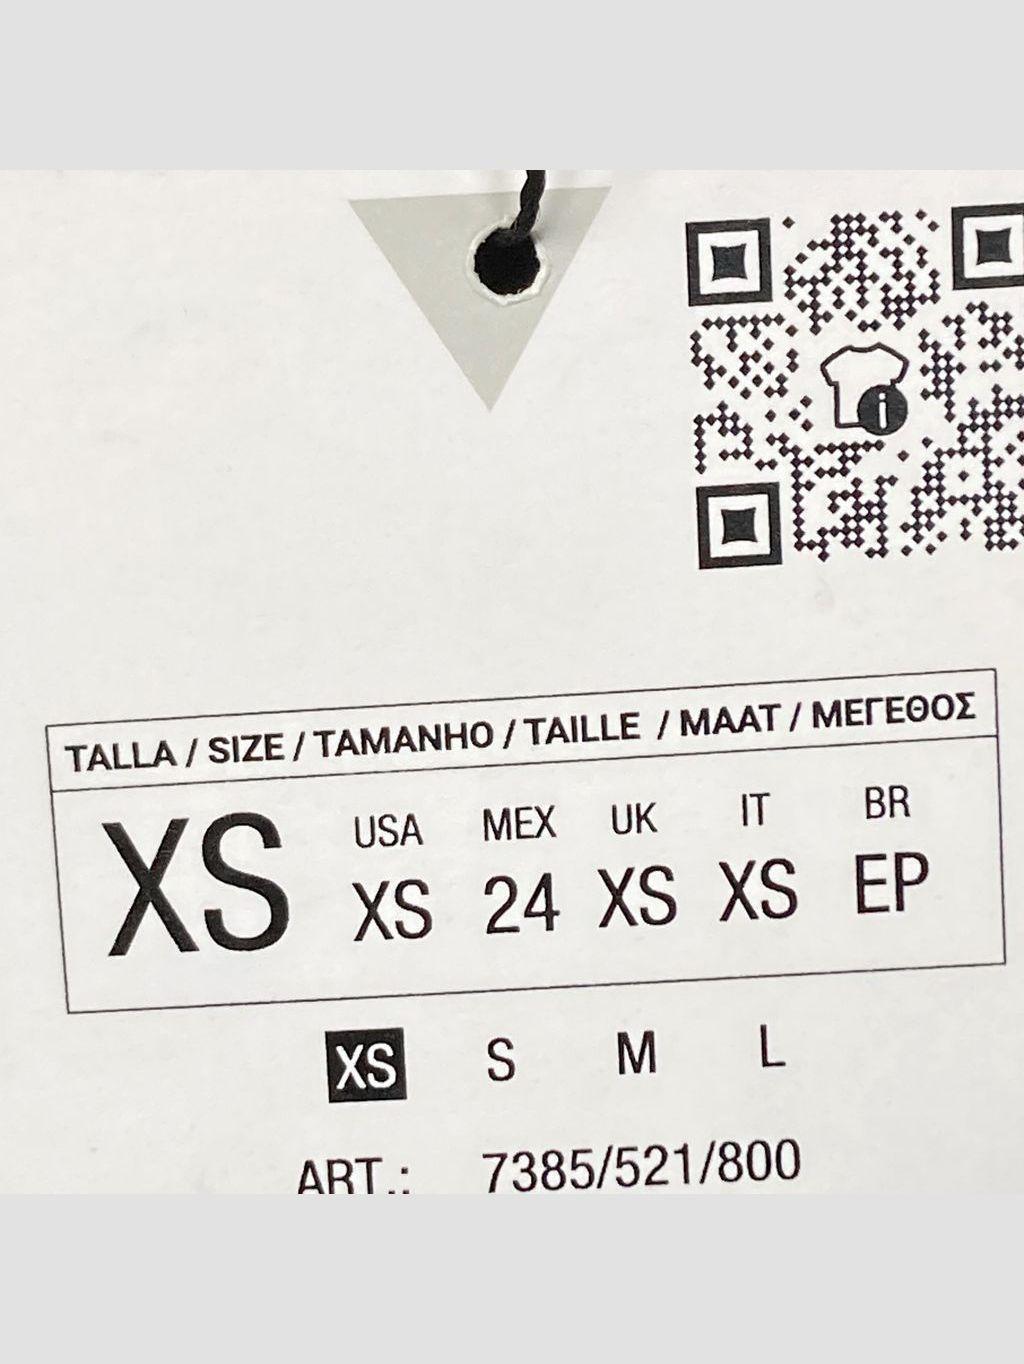 TALLA / SIZE / TAMANHO / TAILLE / MAAT / ΜΕΓΕΘΟΣ
XS USA MEX UK IT BR
XS 24 XS XS EP
XS S M L
ART.: 7385/521/800